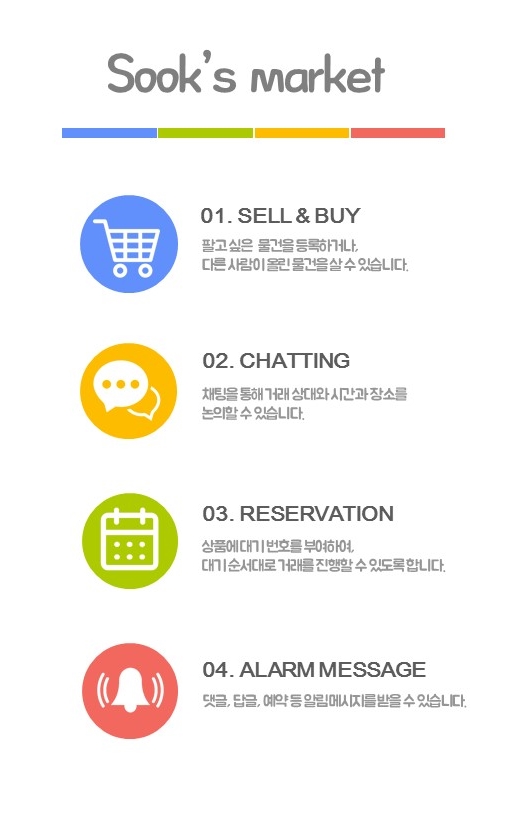 Sook's market
01. SELL & BUY
팔고 싶은 물건을 등록하거나,
다른 사람이 올린 물건을 살 수 있습니다.
02. CHATTING
채팅을 통해 거래 상대와 시간과 장소를
논의할 수 있습니다.
03. RESERVATION
상품에 대기 번호를 부여하여,
대기 순서대로 거래를 진행할 수 있도록 합니다.
04. ALARM MESSAGE
댓글, 답글, 예약 등 알림 메시지를 받을 수 있습니다.